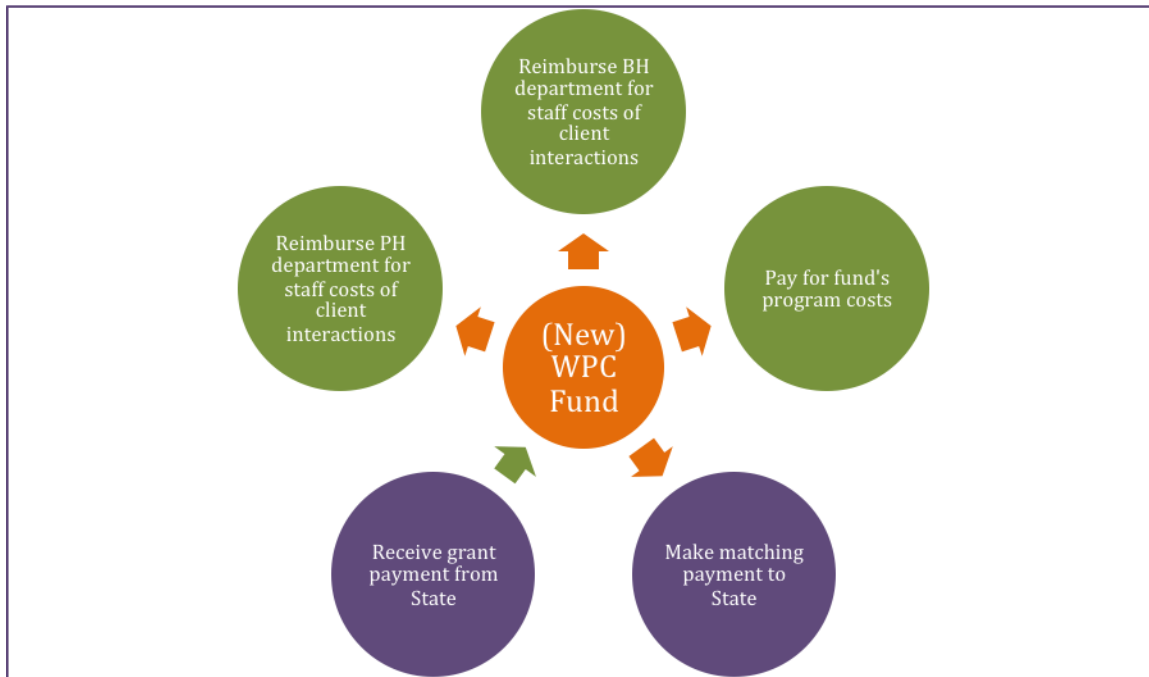 Reimburse BH
department for
staff costs of
client
interactions
Reimburse PH
department for
staff costs of
client
interactions
Pay for fund's
program costs
(New)
WPC
Fund
Receive grant
payment from
State
Make matching
payment to
State